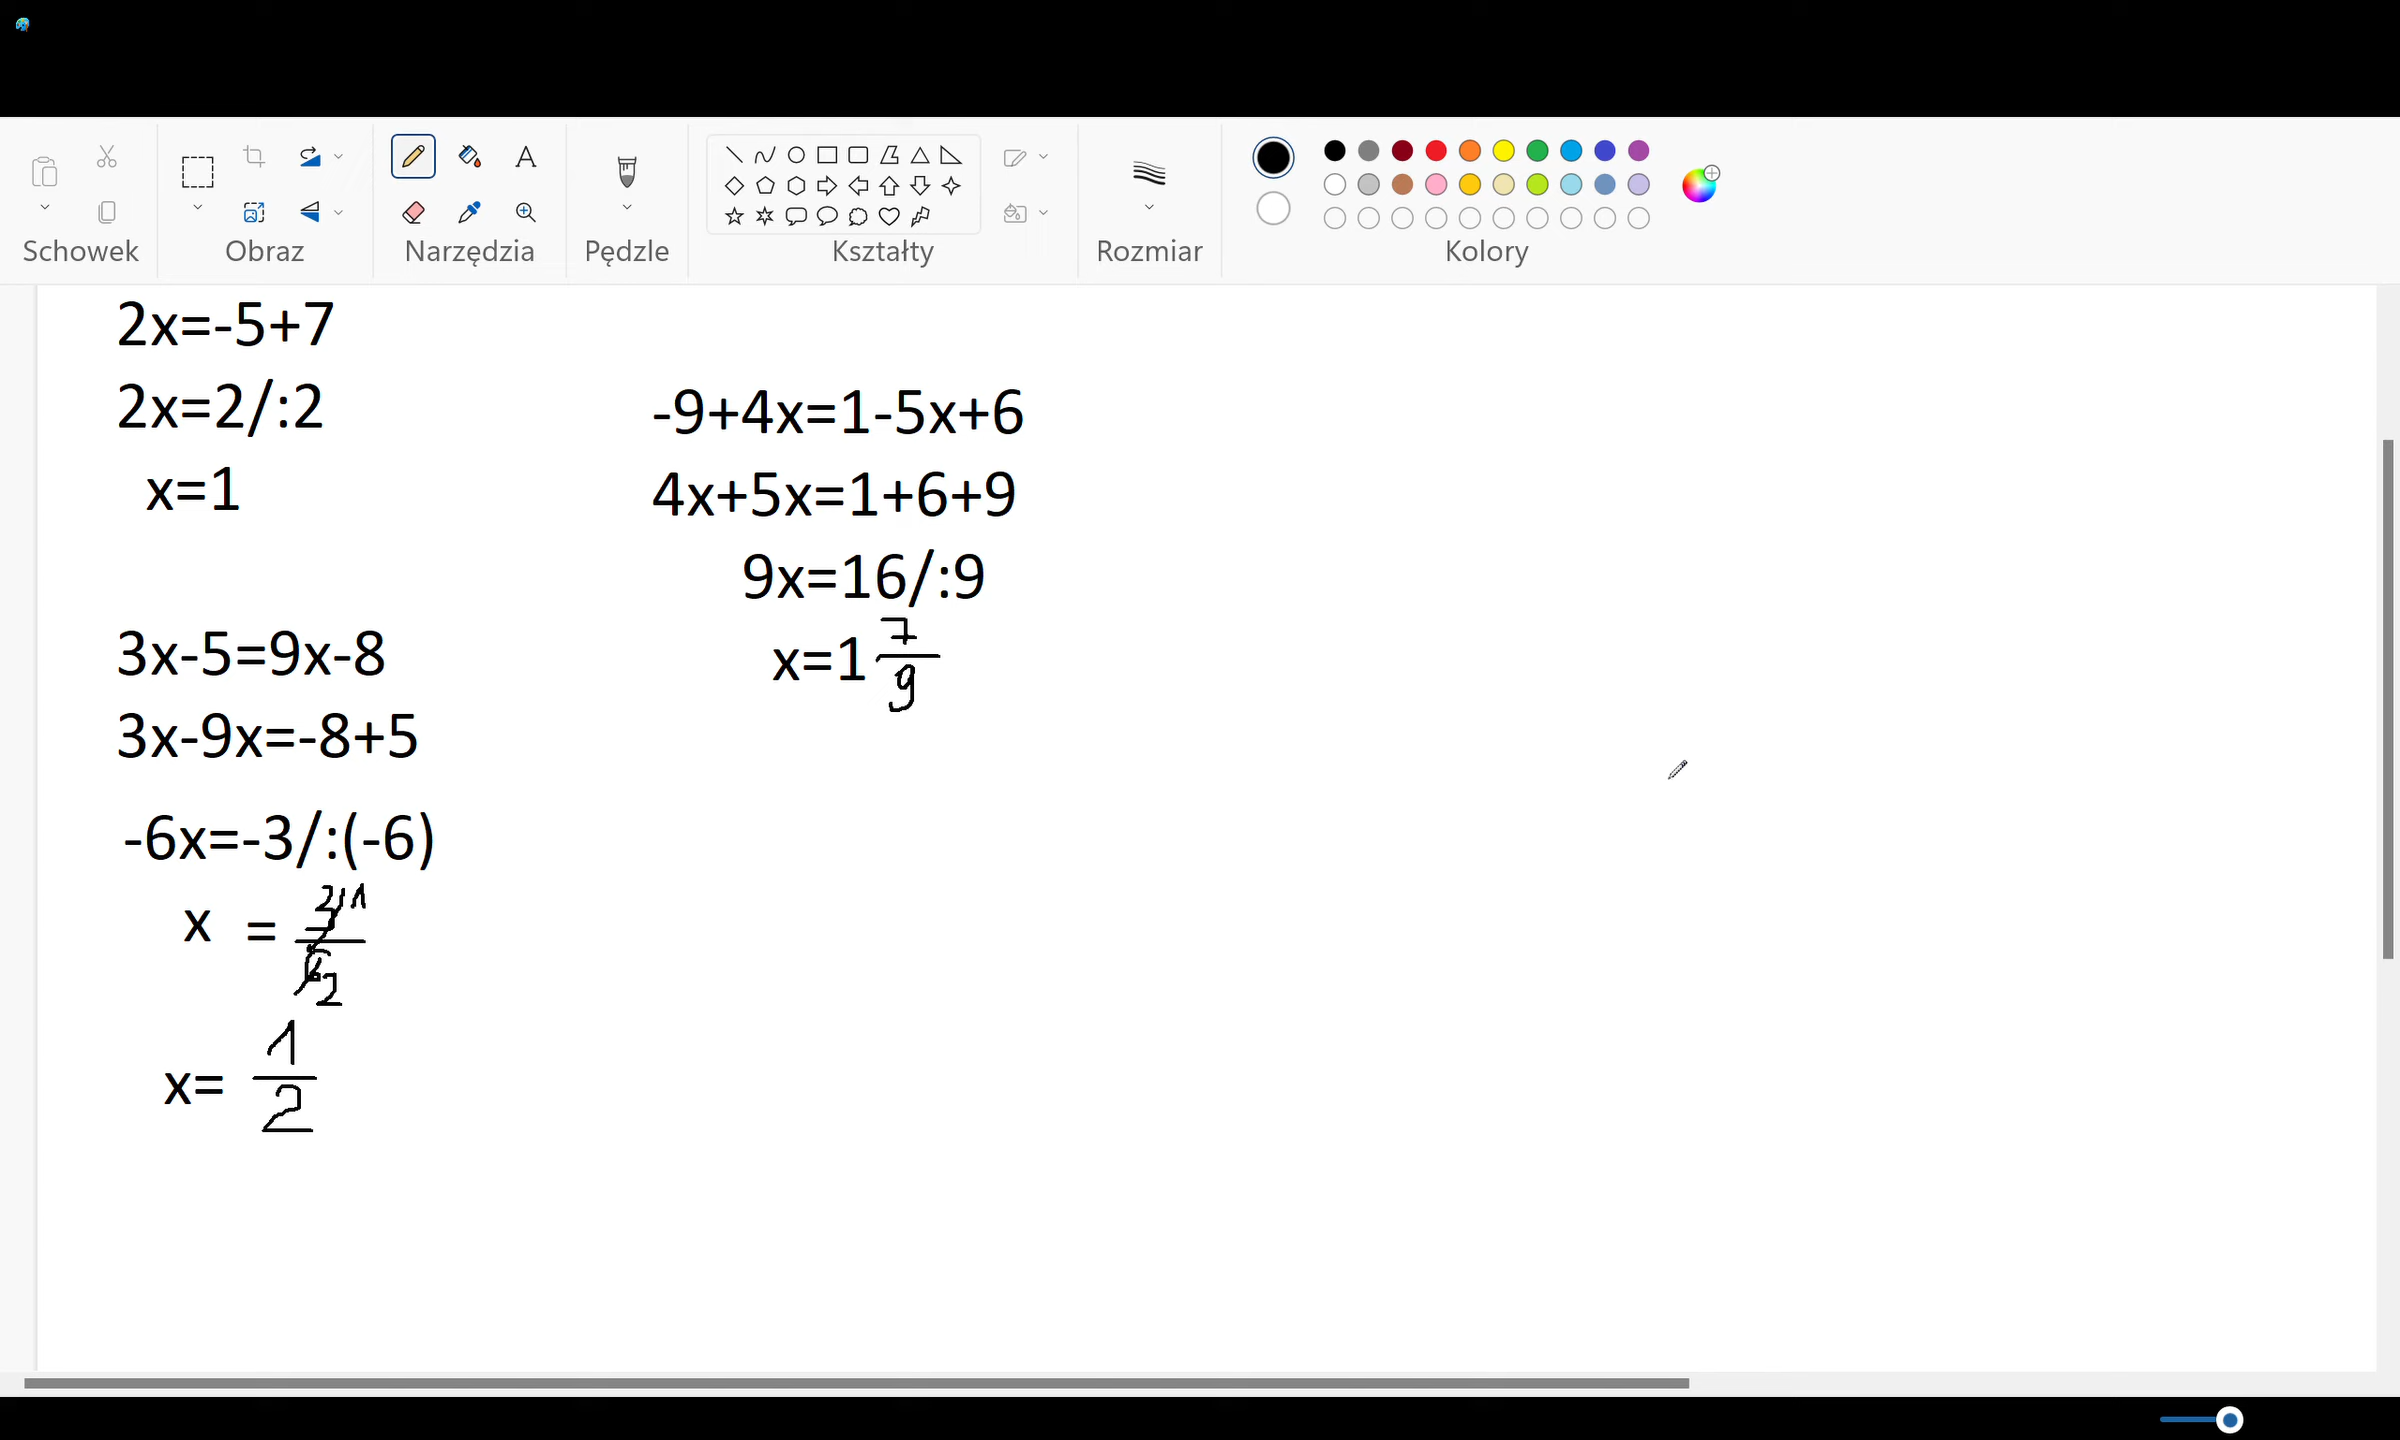 Schowek Obraz Narzędzia Pędzle Kształty Rozmiar Kolory
2x=-5+7
2x=2/:2
x=1
3x-5=9x-8
3x-9x=-8+5
-6x=-3/:(-6)
x =
x= 1/2
-9+4x=1-5x+6
4x+5x=1+6+9
9x=16/:9
x=1 7/9